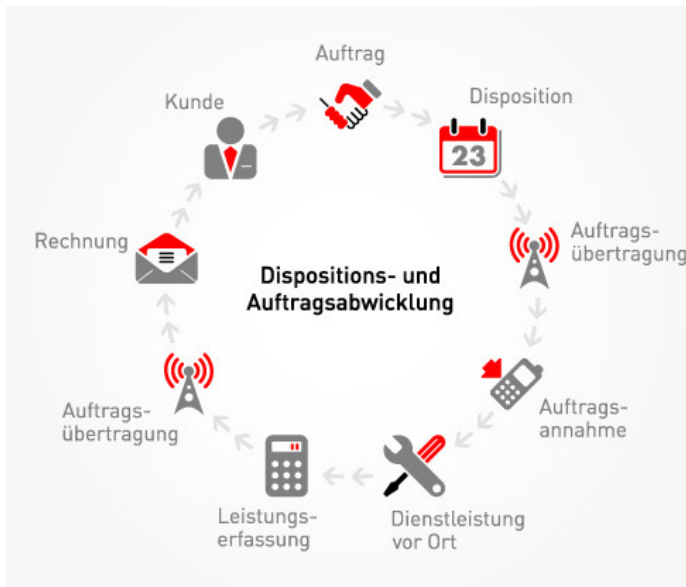 Auftrag
Kunde
Disposition
23
Rechnung
Auftrags-
übertragung
Dispositions- und
Auftragsabwicklung
Auftrags-
übertragung
Auftrags-
annahme
Leistungs-
erfassung
Dienstleistung
vor Ort